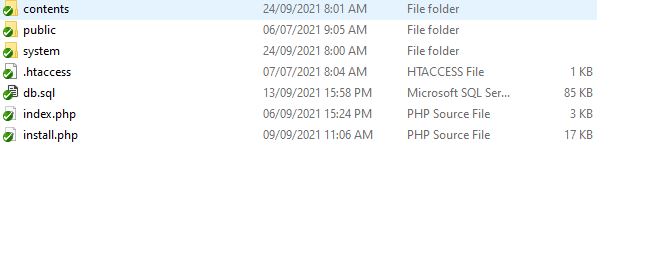 contents 24/09/2021 8:01 AM File folder
public 06/07/2021 9:05 AM File folder
system 24/09/2021 8:00 AM File folder
.htaccess 07/07/2021 8:04 AM HTACCESS File 1 KB
db.sql 13/09/2021 15:58 PM Microsoft SQL Ser... 85 KB
index.php 06/09/2021 15:24 PM PHP Source File 3 KB
install.php 09/09/2021 11:06 AM PHP Source File 17 KB